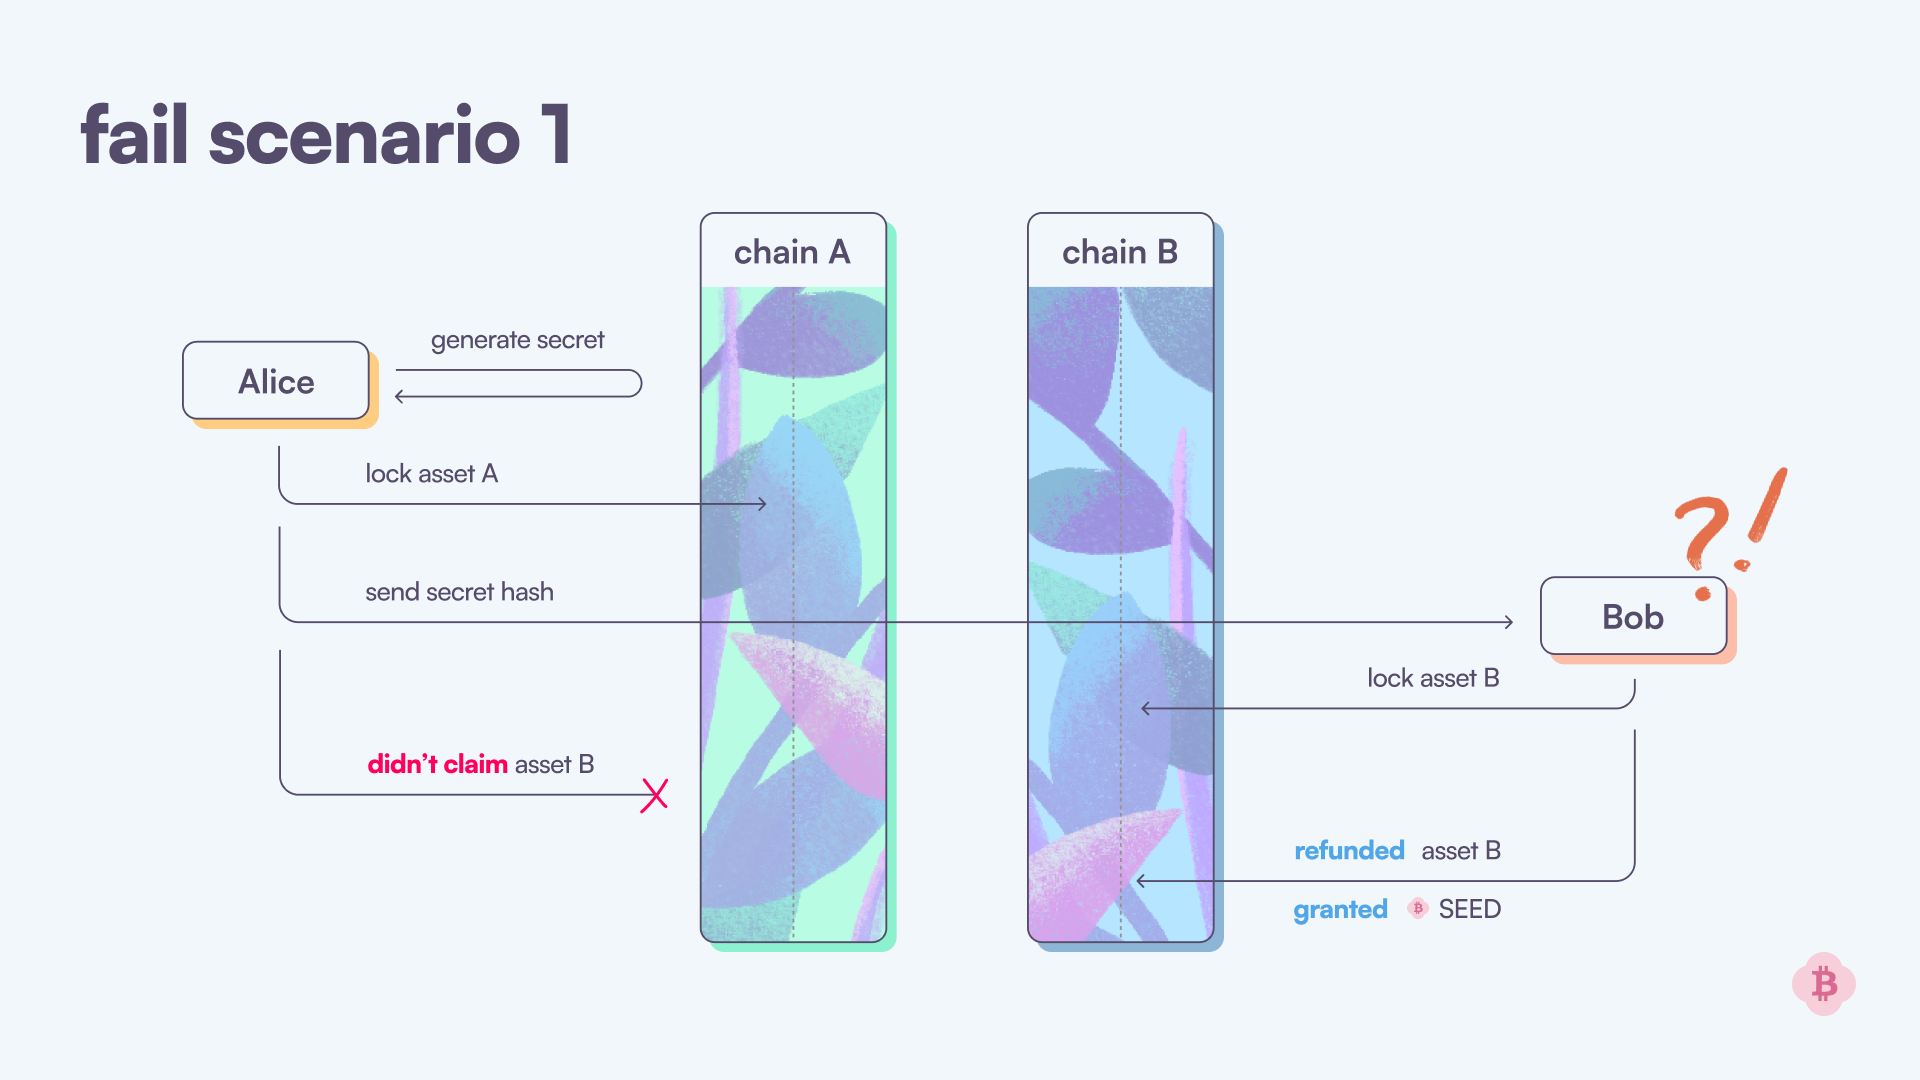 fail scenario 1
chain A
chain B
generate secret
Alice
lock asset A
?!
send secret hash
Bob
lock asset B
didn’t claim asset B
refunded asset B
granted SEED